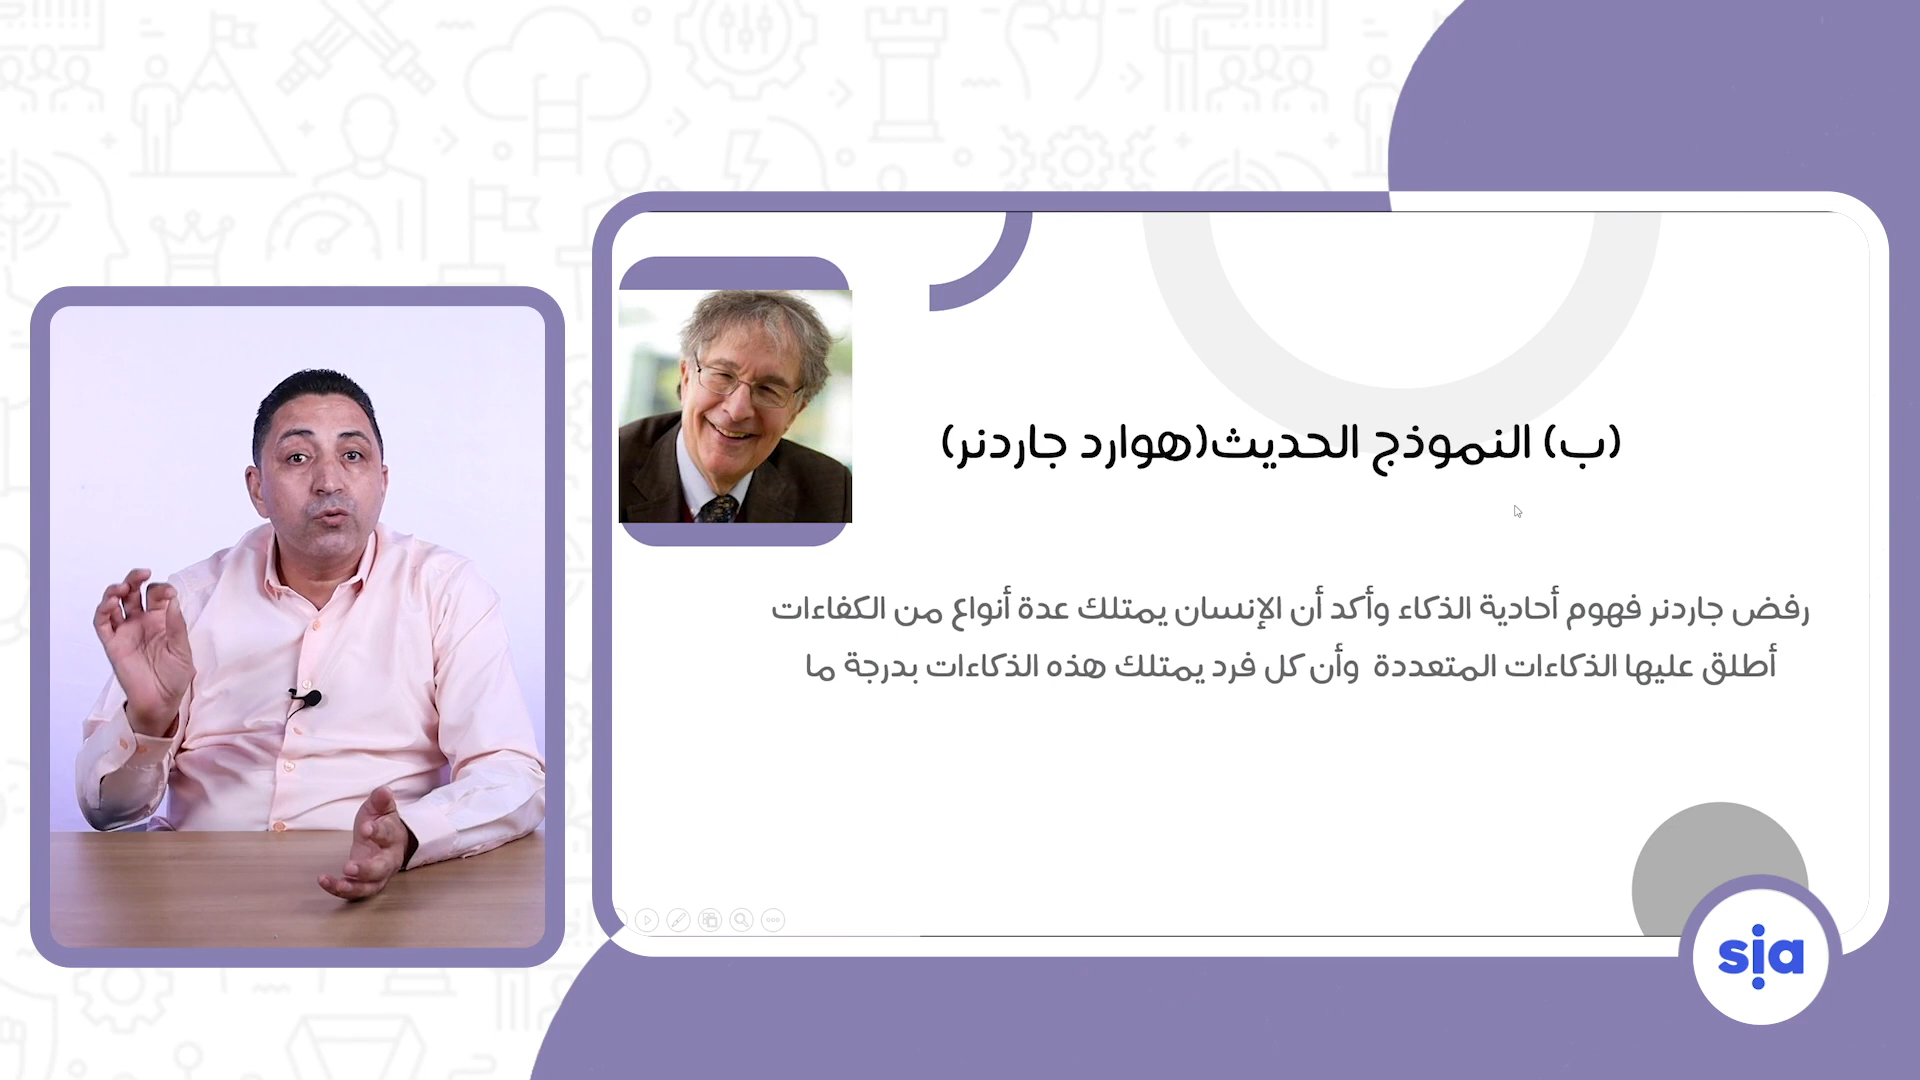 (ب) النموذج الحديث(هوارد جاردنر)
رفض جاردنر فهوم أحادية الذكاء وأكد أن الإنسان يمتلك عدة أنواع من الكفاءات
أطلق عليها الذكاءات المتعددة وأن كل فرد يمتلك هذه الذكاءات بدرجة ما
sia